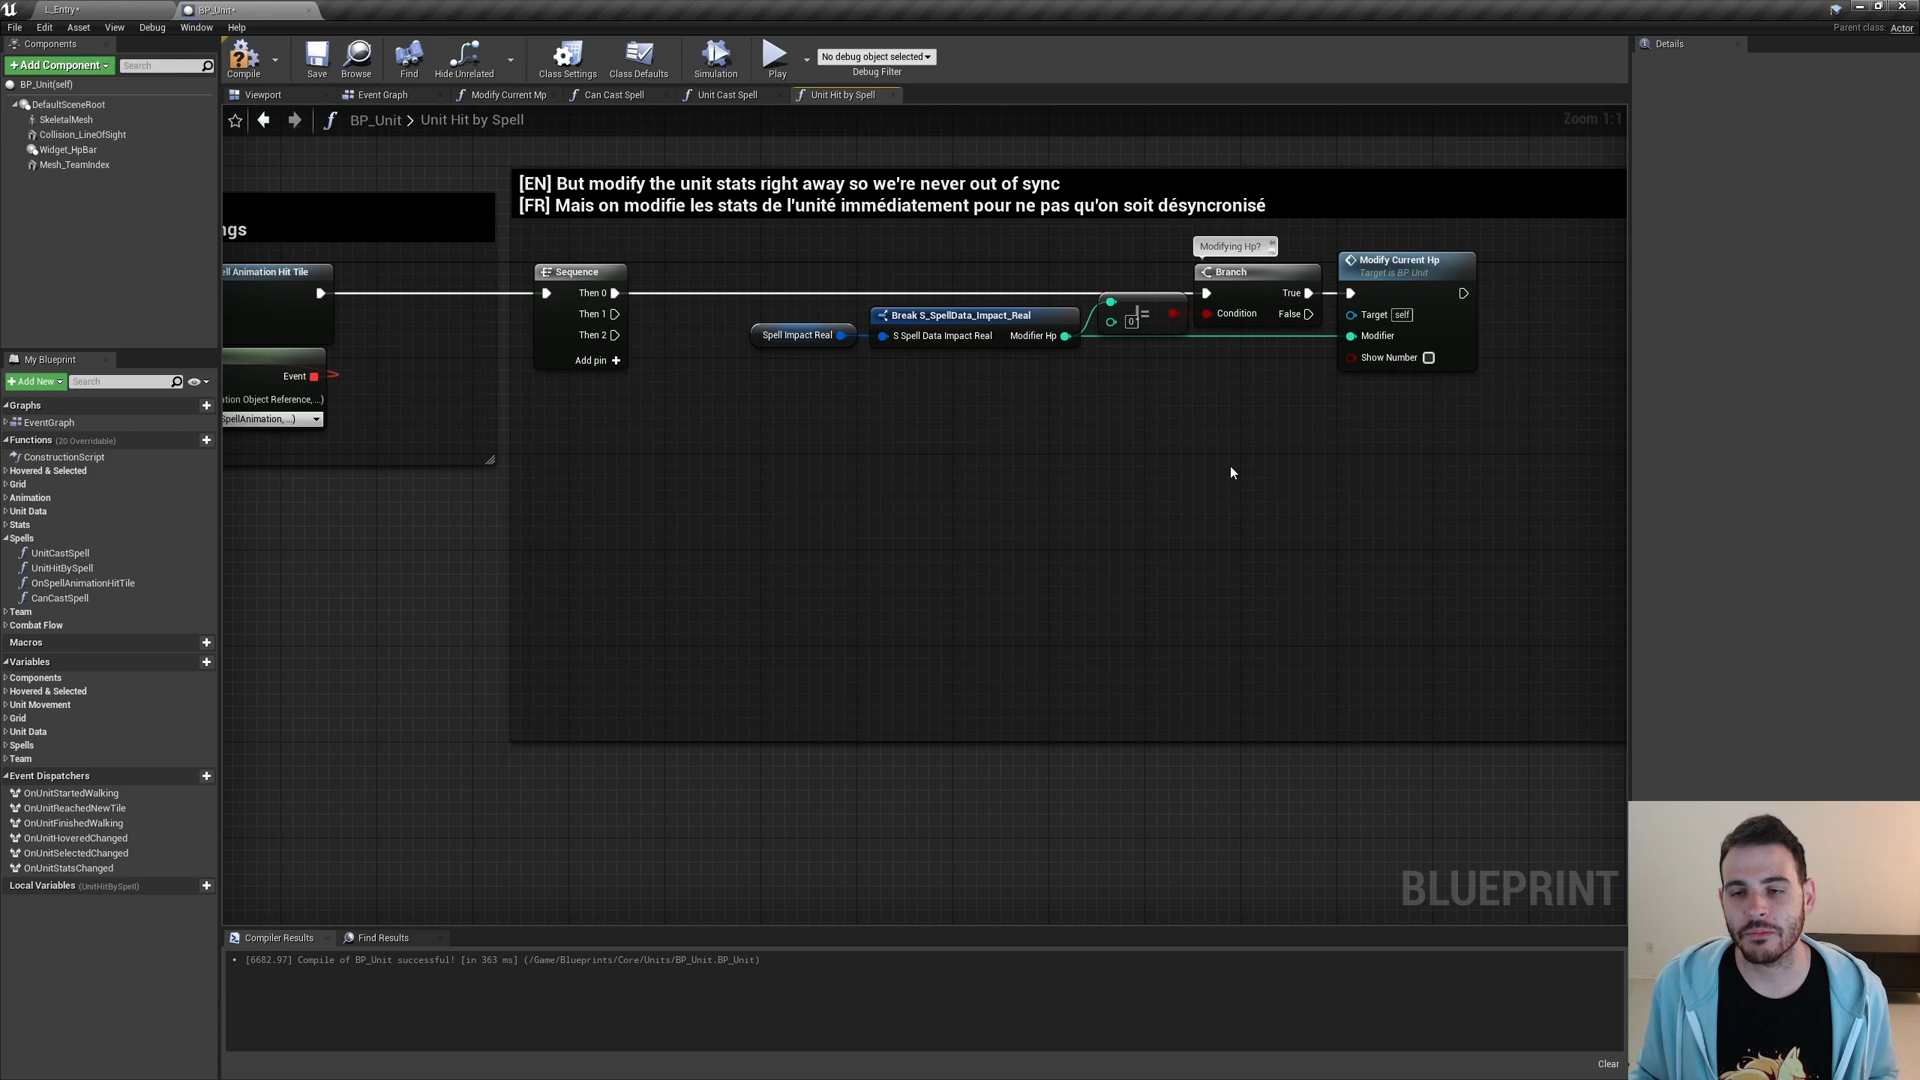 L_Entry*
BP_Unit*
File Edit Asset View Debug Window Help
Parent class: Actor
Components
+Add Component
Search
BP_Unit(self)
DefaultSceneRoot
SkeletalMesh
Collision_LineOfSight
Widget_HpBar
Mesh_TeamIndex
Compile
Save
Browse
Find
Hide Unrelated
Class Settings
Class Defaults
Simulation
Play
No debug object selected
Debug Filter
Details
Viewport
Event Graph
Modify Current Mp
Can Cast Spell
Unit Cast Spell
Unit Hit by Spell
BP_Unit > Unit Hit by Spell
Zoom 1:1
[EN] But modify the unit stats right away so we're never out of sync
[FR] Mais on modifie les stats de l'unité immédiatement pour ne pas qu'on soit désyncronisé
ngs
ell Animation Hit Tile
Event
ation Object Reference, ...)
SpellAnimation, ...)
Sequence
Then 0
Then 1
Then 2
Add pin +
Spell Impact Real
Break S_SpellData_Impact_Real
S Spell Data Impact Real
Modifier Hp
0
!=
Modifying Hp?
Branch
True
Condition
False
Modify Current Hp
Target is BP Unit
Target self
Modifier
Show Number
BLUEPRINT
My Blueprint
+Add New
Search
Graphs
EventGraph
Functions (20 Overridable)
ConstructionScript
Hovered & Selected
Grid
Animation
Unit Data
Stats
Spells
UnitCastSpell
UnitHitBySpell
OnSpellAnimationHitTile
CanCastSpell
Team
Combat Flow
Macros
Variables
Components
Hovered & Selected
Unit Movement
Grid
Unit Data
Spells
Team
Event Dispatchers
OnUnitStartedWalking
OnUnitReachedNewTile
OnUnitFinishedWalking
OnUnitHoveredChanged
OnUnitSelectedChanged
OnUnitStatsChanged
Local Variables (UnitHitBySpell)
Compiler Results
Find Results
[6682.97] Compile of BP_Unit successful! [in 363 ms] (/Game/Blueprints/Core/Units/BP_Unit.BP_Unit)
Clear